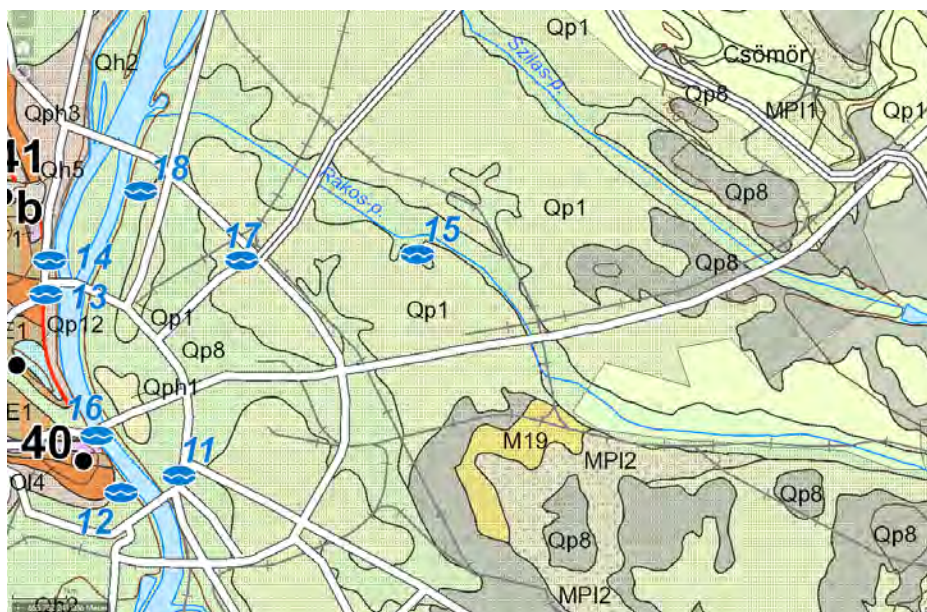 Qp1
Qh2
Szilas-p.
Csömör
Qp8
MPl1
Qp1
Qph3
41
Qh5
18
Rákos-p.
Qp8
Qp1
17
15
14
Qp8
13
Qp12
Qp1
Qp1
Qp8
Qph1
16
E1
40
M19
11
MPl2
Ol4
Qp8
12
Qp8
Qp8
MPl2